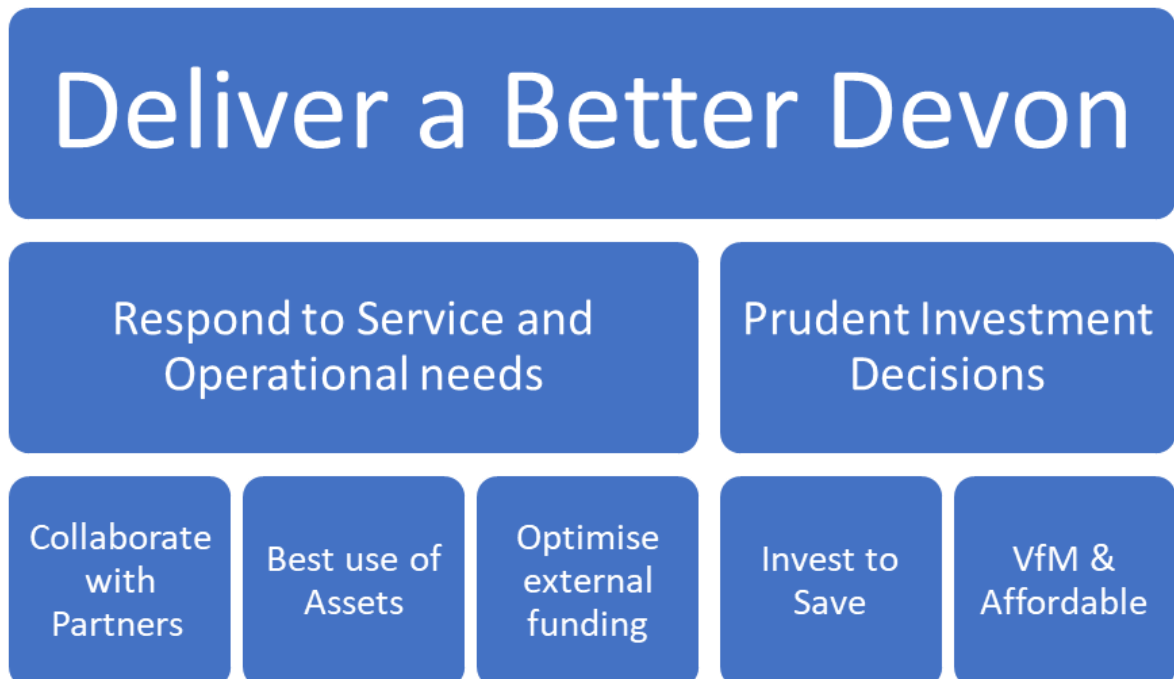 Deliver a Better Devon
Respond to Service and
Operational needs
Prudent Investment
Decisions
Collaborate
with
Partners
Best use of
Assets
Optimise
external
funding
Invest to
Save
VfM &
Affordable